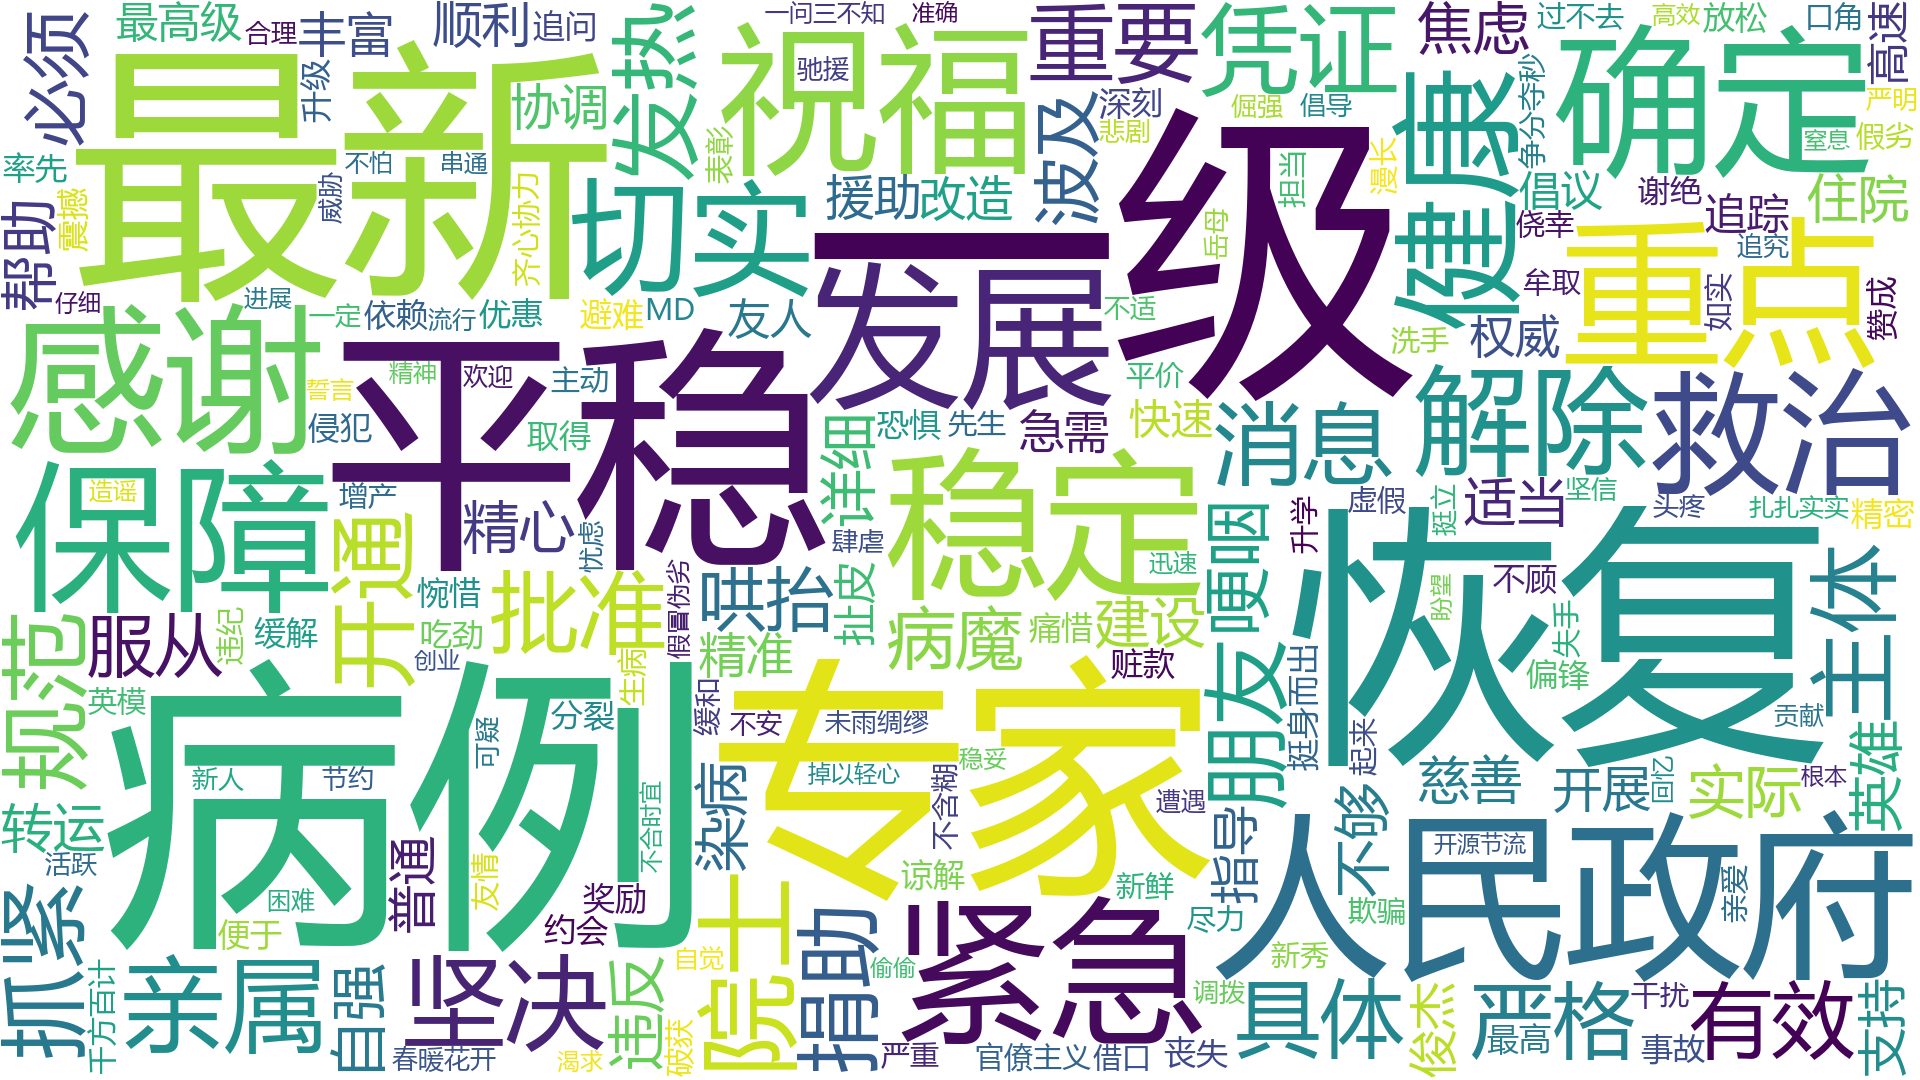 最高级
合理
丰富
顺利
追问
发热
一问三不知
准确
重要
凭证
焦虑
过不去
高效
放松
口角
高速
必须
最新
升级
协调
祝福
驰援
深刻
倔强
倡导
健康
争分夺秒
确定
严明
率先
不怕
串通
表彰
波及
悲剧
级
担当
漫长
窒息
假劣
震撼
威胁
齐心协力
切实
援助
改造
岳母
倡议
谢绝
追踪
住院
帮助
仔细
进展
一定
依赖
流行
优惠
避难
MD
友人
发展
不适
洗手
权威
侥幸
牟取
重点
追究
如实
赞成
感谢
誓言
精神
欢迎
主动
平稳
平价
侵犯
取得
详细
恐惧
先生
急需
快速
消息
解除
救治
保障
造谣
增产
开通
精心
忧虑
肆虐
稳定
迅速
哽咽
升学
虚假
挺立
适当
坚信
头疼
扎扎实实
精密
规范
服从
违纪
缓解
惋惜
吃劲
批准
假冒伪劣
哄抬
扯皮
精准
病魔
痛惜
建设
恢复
盼望
不顾
失手
主体
英模
创业
生病
缓和
赃款
朋友
挺身而出
偏锋
贡献
病例
分裂
可疑
不安
未雨绸缪
专家
稳妥
起来
新人
节约
染病
掉以轻心
不含糊
遭遇
慈善
开展
回忆
实际
根本
英雄
转运
活跃
普通
不合时宜
指导
不够
人民政府
开源节流
抓紧
困难
便于
友情
奖励
约会
院士
谅解
新鲜
尽力
欺骗
亲爱
千方百计
亲属
自强
坚决
违反
自觉
捐助
偷偷
紧急
新秀
调拨
具体
俊杰
严格
最高
干扰
有效
支持
春暖花开
渴求
破获
严重
官僚主义
借口
丧失
事故